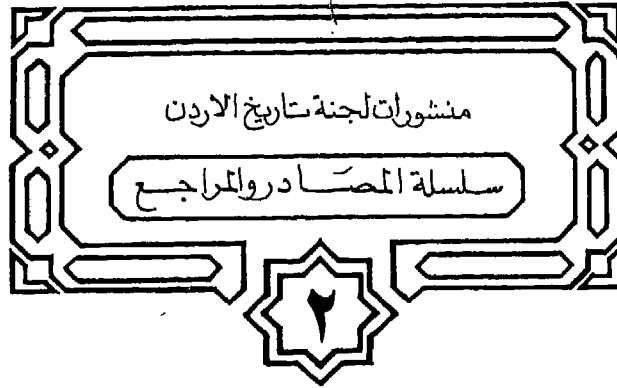 منشورات لجنة تاريخ الاردن
سلسلة المصادر والمراجع
٢